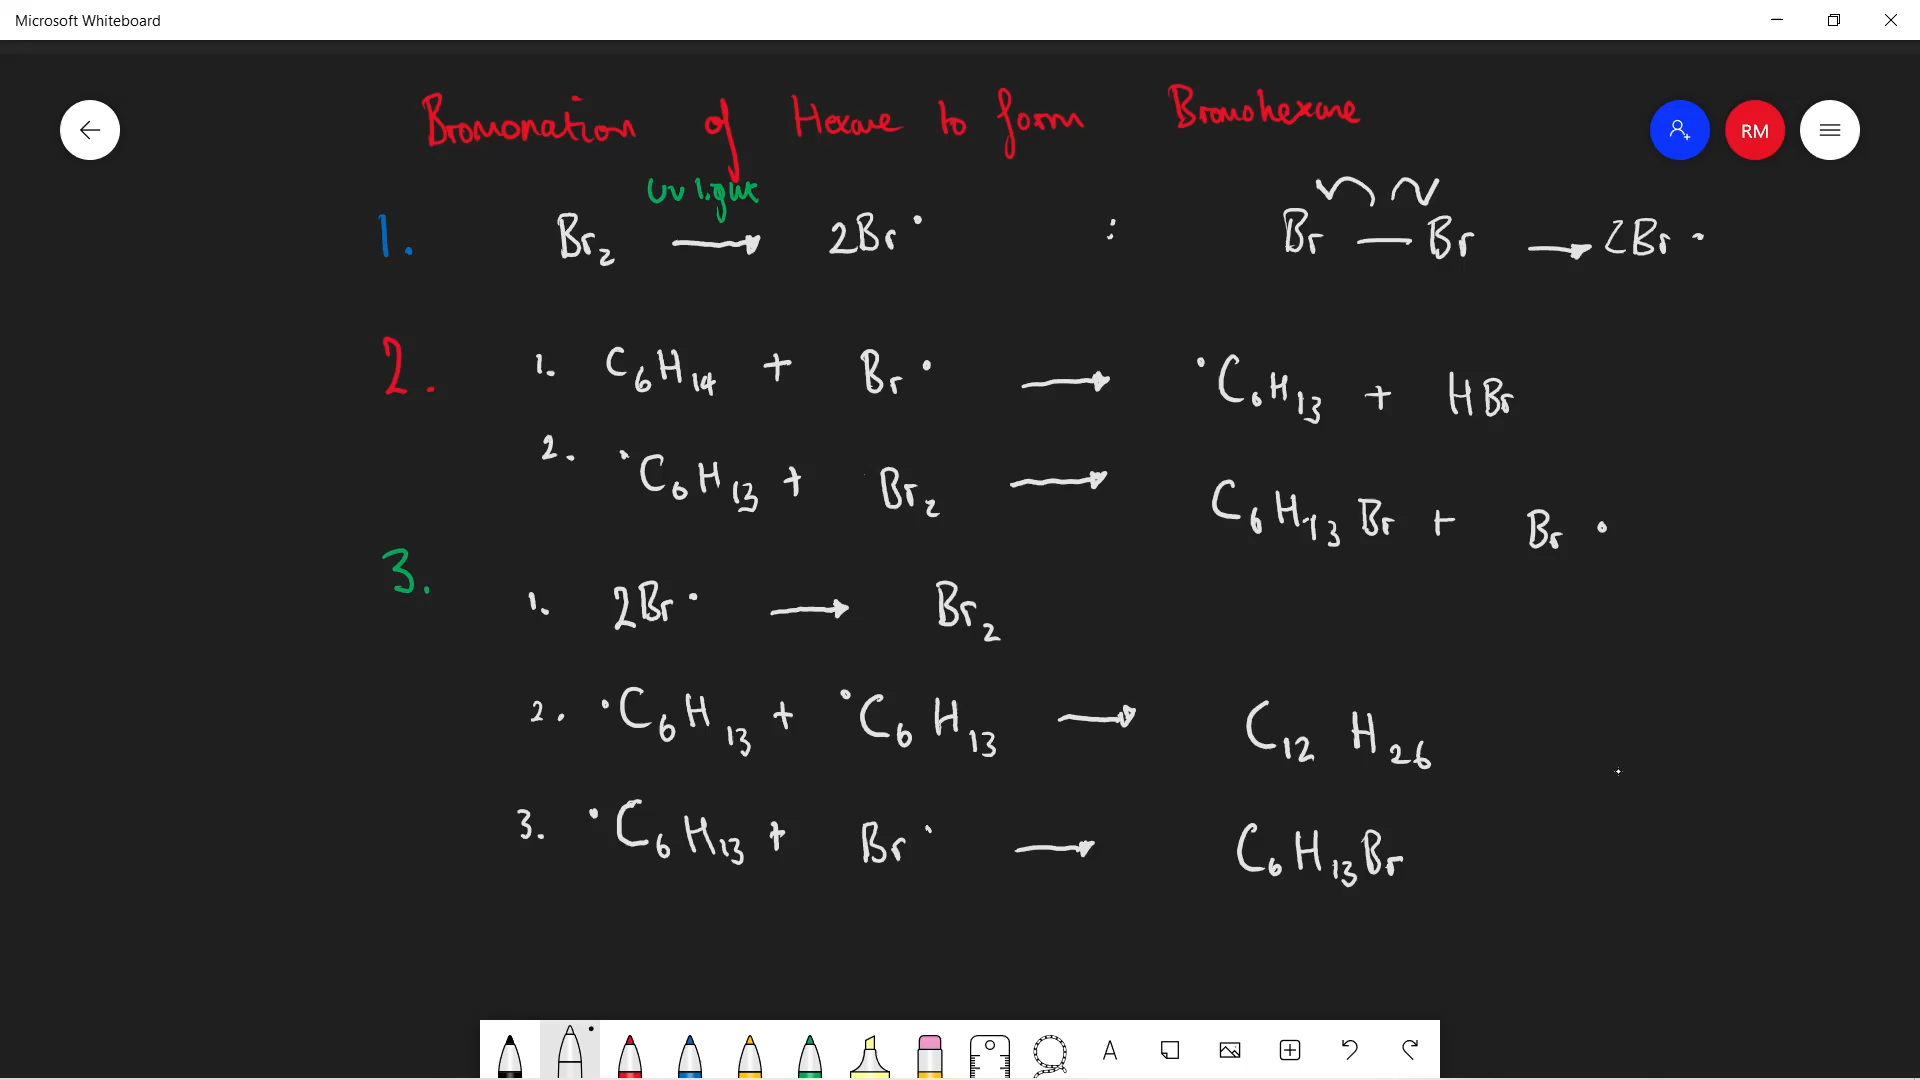 Microsoft Whiteboard
Bromonation of Hexane to form Bromohexane
RM
uv light
1. Br₂ ⟶ 2Br• : Br — Br ⟶ 2Br•
2. 1. C₆H₁₄ + Br• ⟶ •C₆H₁₃ + HBr
2. •C₆H₁₃ + Br₂ ⟶ C₆H₁₃Br + Br•
3. 1. 2Br• ⟶ Br₂
2. •C₆H₁₃ + •C₆H₁₃ ⟶ C₁₂H₂₆
3. •C₆H₁₃ + Br• ⟶ C₆H₁₃Br
A